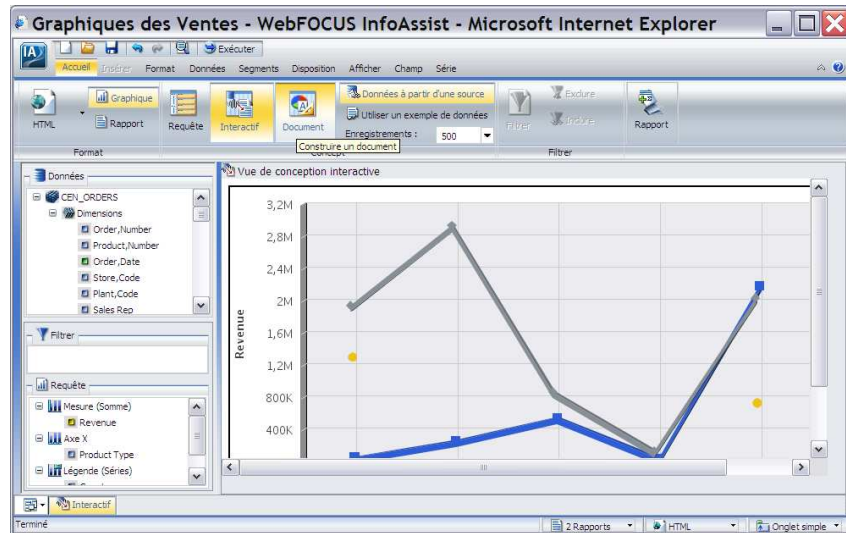 Graphiques des Ventes - WebFOCUS InfoAssist - Microsoft Internet Explorer
IA
Exécuter
Accueil Insérer Format Données Segments Disposition Afficher Champ Série
HTML
Graphique
Rapport
Format
Requête
Interactif
Document
Données à partir d'une source
Utiliser un exemple de données
Enregistrements : 500
Construire un document
Filtrer
Exclure
Inclure
Filtrer
Rapport
Données
CEN_ORDERS
Dimensions
Order,Number
Product,Number
Order,Date
Store,Code
Plant,Code
Sales Rep
Filtrer
Requête
Mesure (Somme)
Revenue
Axe X
Product Type
Légende (Séries)
Vue de conception interactive
Revenue
3,2M
2,8M
2,4M
2M
1,6M
1,2M
800K
400K
Interactif
Terminé
2 Rapports
HTML
Onglet simple